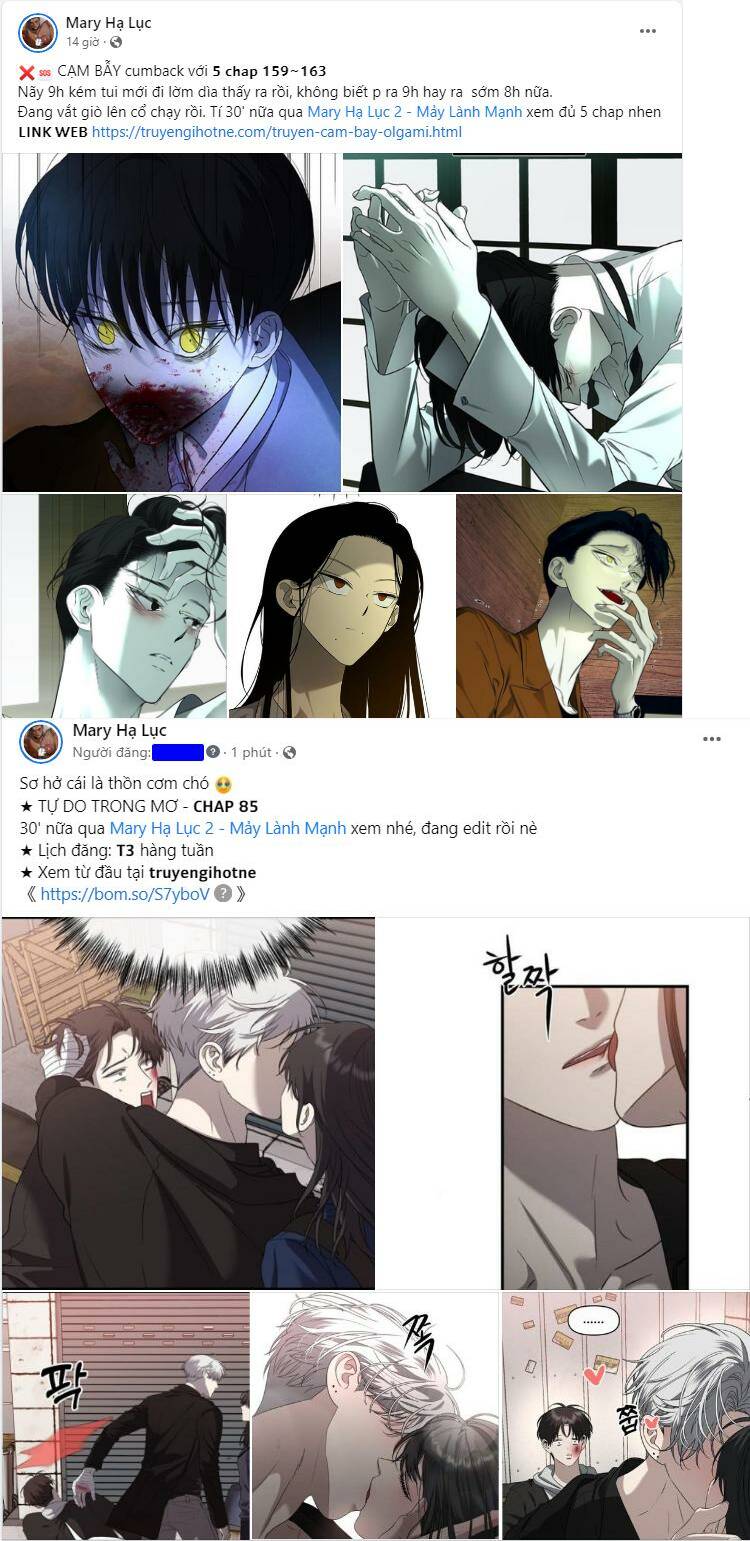 Mary Hạ Lục
14 giờ ·
❌ 🆘 CẠM BẪY cumback với 5 chap 159~163
Nãy 9h kém tui mới đi lờm dìa thấy ra rồi, không biết p ra 9h hay ra sớm 8h nữa.
Đang vắt giò lên cổ chạy rồi. Tí 30' nữa qua Mary Hạ Lục 2 - Mảy Lành Mạnh xem đủ 5 chap nhen
LINK WEB https://truyengihotne.com/truyen-cam-bay-olgami.html
Mary Hạ Lục
Người đăng: · 1 phút ·
Sơ hở cái là thồn cơm chó 🥹
★ TỰ DO TRONG MƠ - CHAP 85
30' nữa qua Mary Hạ Lục 2 - Mảy Lành Mạnh xem nhé, đang edit rồi nè
★ Lịch đăng: T3 hàng tuần
★ Xem từ đầu tại truyengihotne
《 https://bom.so/S7yboV ? 》
할짝
팍
쪽
.......
쫍